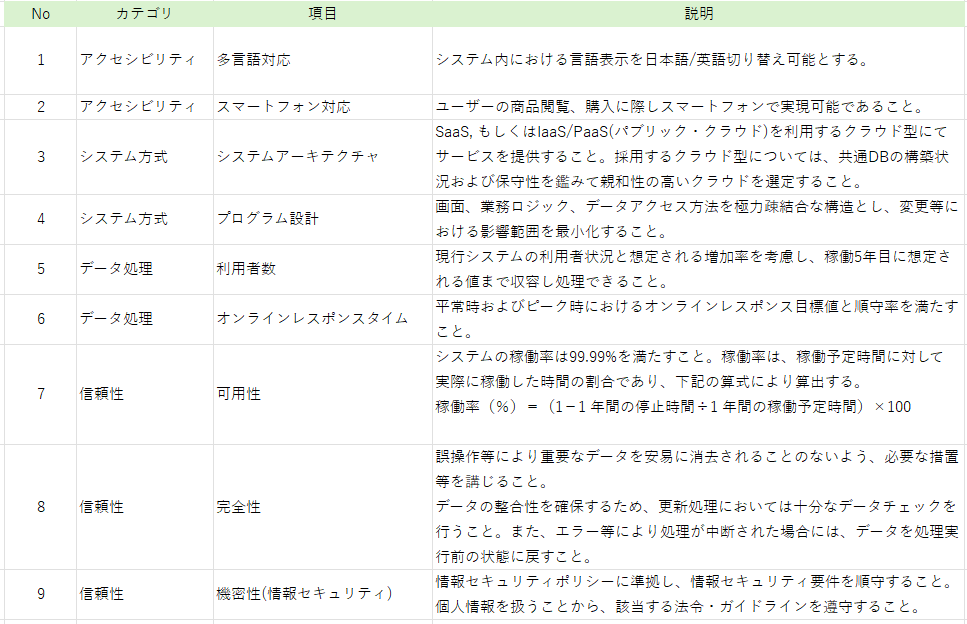 No カテゴリ 項目 説明
1 アクセシビリティ 多言語対応 システム内における言語表示を日本語/英語切り替え可能とする。
2 アクセシビリティ スマートフォン対応 ユーザーの商品閲覧、購入に際しスマートフォンで実現可能であること。
3 システム方式 システムアーキテクチャ SaaS, もしくはIaaS/PaaS(パブリック・クラウド)を利用するクラウド型にて
サービスを提供すること。採用するクラウド型については、共通DBの構築状
況および保守性を鑑みて親和性の高いクラウドを選定すること。
4 システム方式 プログラム設計 画面、業務ロジック、データアクセス方法を極力疎結合な構造とし、変更等に
おける影響範囲を最小化すること。
5 データ処理 利用者数 現行システムの利用者状況と想定される増加率を考慮し、稼働5年目に想定さ
れる値まで収容し処理できること。
6 データ処理 オンラインレスポンスタイム 平常時およびピーク時におけるオンラインレスポンス目標値と順守率を満たす
こと。
7 信頼性 可用性 システムの稼働率は99.99%を満たすこと。稼働率は、稼働予定時間に対して
実際に稼働した時間の割合であり、下記の算式により算出する。
稼働率（%）＝（1－1 年間の停止時間÷1 年間の稼働予定時間）×100
8 信頼性 完全性 誤操作等により重要なデータを安易に消去されることのないよう、必要な措置
等を講じること。
データの整合性を確保するため、更新処理においては十分なデータチェックを
行うこと。また、エラー等により処理が中断された場合には、データを処理実
行前の状態に戻すこと。
9 信頼性 機密性(情報セキュリティ) 情報セキュリティポリシーに準拠し、情報セキュリティ要件を順守すること。
個人情報を扱うことから、該当する法令・ガイドラインを遵守すること。